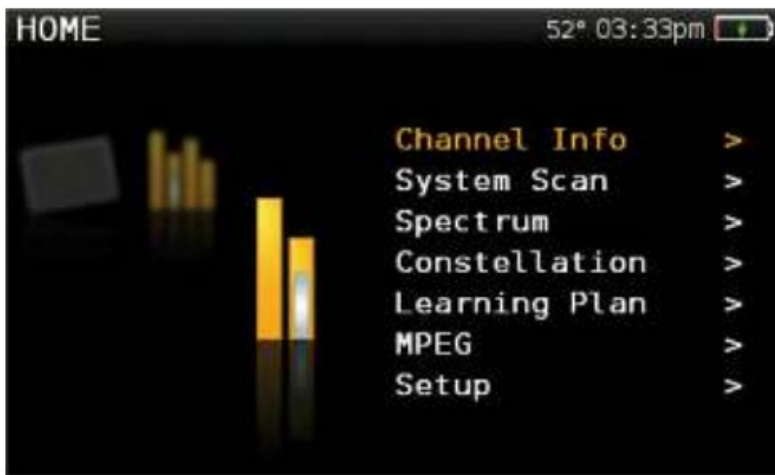 HOME 52° 03:33pm
Channel Info >
System Scan >
Spectrum >
Constellation >
Learning Plan >
MPEG >
Setup >